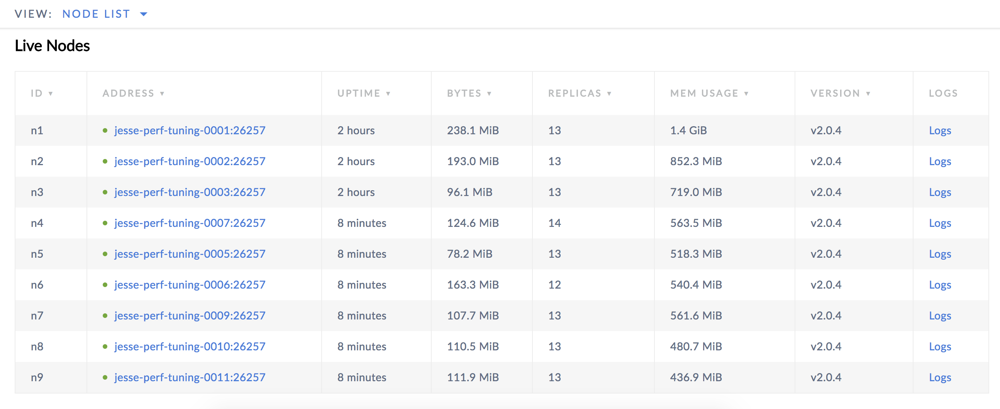 VIEW: NODE LIST
Live Nodes
ID ▼ ADDRESS ▼ UPTIME ▼ BYTES ▼ REPLICAS ▼ MEM USAGE ▼ VERSION ▼ LOGS
n1 jesse-perf-tuning-0001:26257 2 hours 238.1 MiB 13 1.4 GiB v2.0.4 Logs
n2 jesse-perf-tuning-0002:26257 2 hours 193.0 MiB 13 852.3 MiB v2.0.4 Logs
n3 jesse-perf-tuning-0003:26257 2 hours 96.1 MiB 13 719.0 MiB v2.0.4 Logs
n4 jesse-perf-tuning-0007:26257 8 minutes 124.6 MiB 14 563.5 MiB v2.0.4 Logs
n5 jesse-perf-tuning-0005:26257 8 minutes 78.2 MiB 13 518.3 MiB v2.0.4 Logs
n6 jesse-perf-tuning-0006:26257 8 minutes 163.3 MiB 12 540.4 MiB v2.0.4 Logs
n7 jesse-perf-tuning-0009:26257 8 minutes 107.7 MiB 13 561.6 MiB v2.0.4 Logs
n8 jesse-perf-tuning-0010:26257 8 minutes 110.5 MiB 13 480.7 MiB v2.0.4 Logs
n9 jesse-perf-tuning-0011:26257 8 minutes 111.9 MiB 13 436.9 MiB v2.0.4 Logs